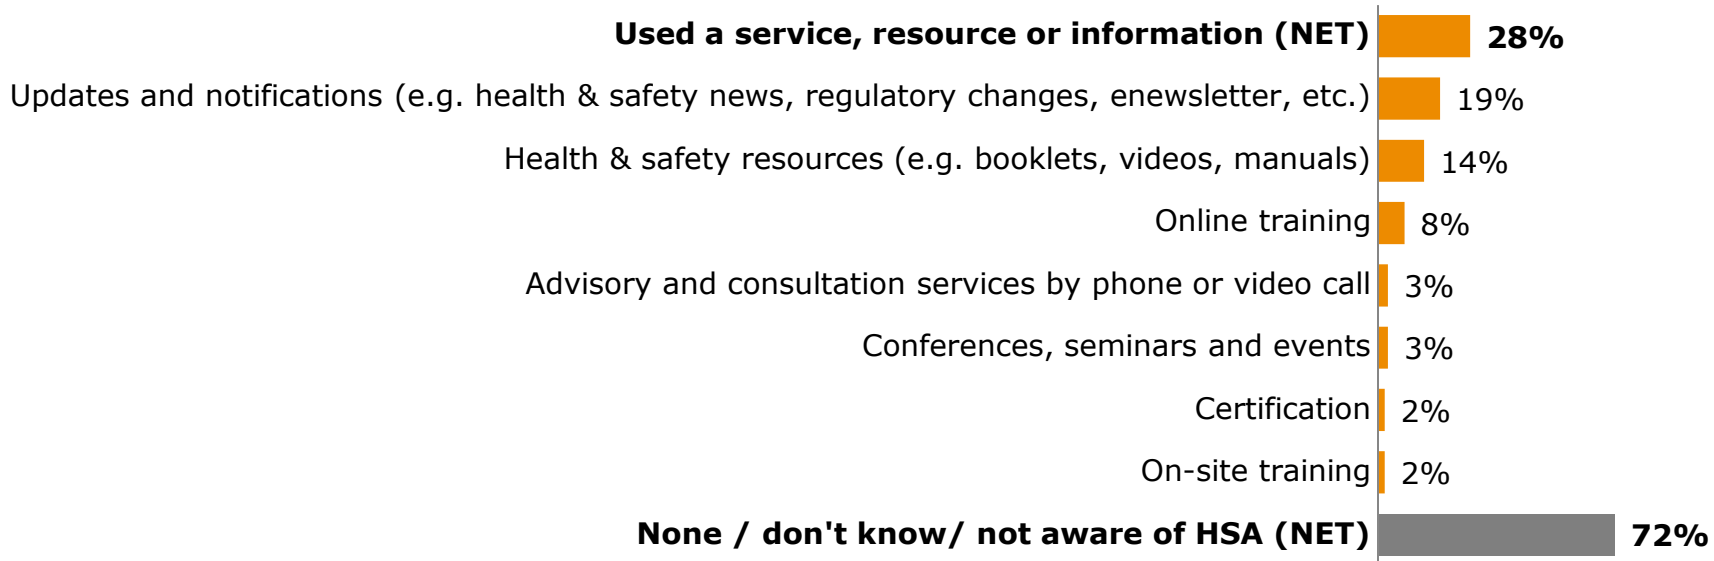 Used a service, resource or information (NET) 28%
Updates and notifications (e.g. health & safety news, regulatory changes, enewsletter, etc.) 19%
Health & safety resources (e.g. booklets, videos, manuals) 14%
Online training 8%
Advisory and consultation services by phone or video call 3%
Conferences, seminars and events 3%
Certification 2%
On-site training 2%
None / don't know/ not aware of HSA (NET) 72%